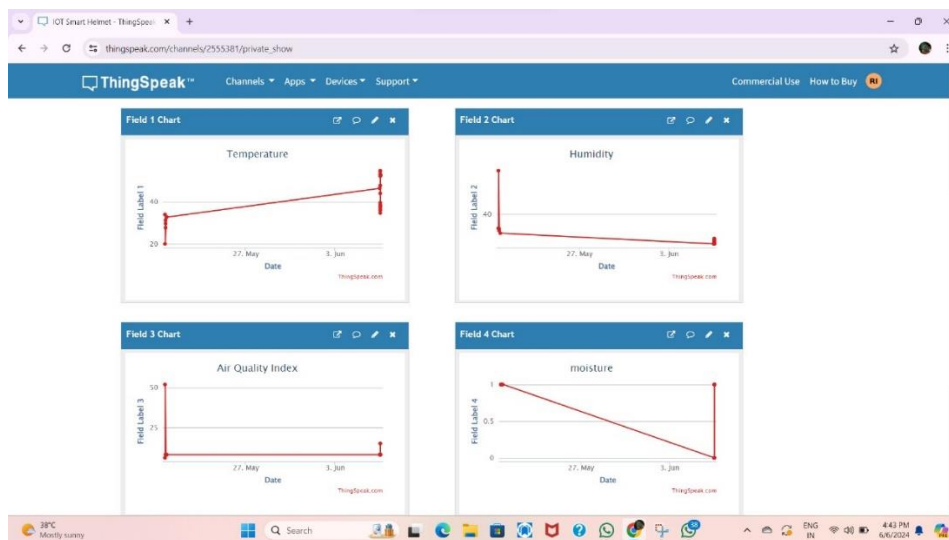 IOT Smart Helmet - ThingSpea
thingspeak.com/channels/2555381/private_show
ThingSpeak™ Channels Apps Devices Support Commercial Use How to Buy RI
Field 1 Chart
Temperature
Field Label 1
40
20
27. May 3. Jun
Date
ThingSpeak.com
Field 2 Chart
Humidity
Field Label 2
40
27. May 3. Jun
Date
ThingSpeak.com
Field 3 Chart
Air Quality Index
Field Label 3
50
25
27. May 3. Jun
Date
ThingSpeak.com
Field 4 Chart
moisture
Field Label 4
1
0.5
0
27. May 3. Jun
Date
ThingSpeak.com
38°C
Mostly sunny
Search
ENG
IN
4:43 PM
6/6/2024